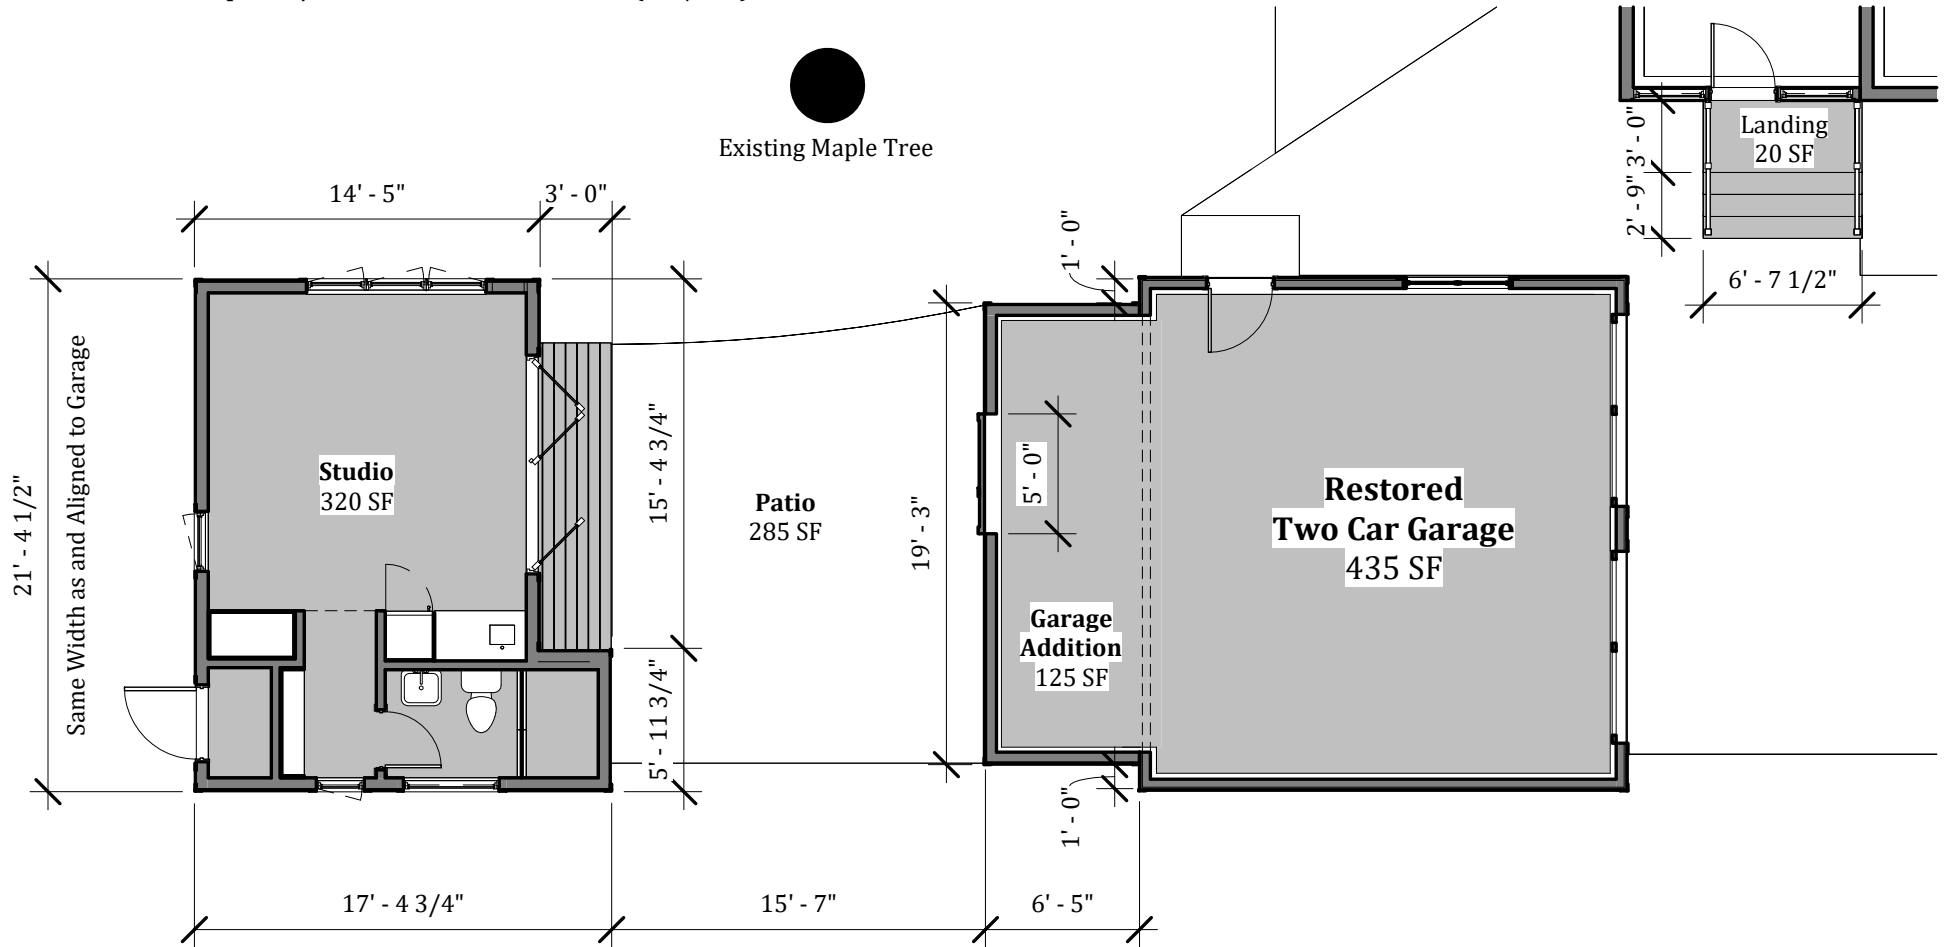 Existing Maple Tree
Landing
20 SF
3' - 0"
2' - 9"
6' - 7 1/2"
14' - 5"
3' - 0"
1' - 0"
21' - 4 1/2"
Same Width as and Aligned to Garage
Studio
320 SF
15' - 4 3/4"
5' - 11 3/4"
Patio
285 SF
19' - 3"
5' - 0"
Garage
Addition
125 SF
Restored
Two Car Garage
435 SF
1' - 0"
17' - 4 3/4"
15' - 7"
6' - 5"